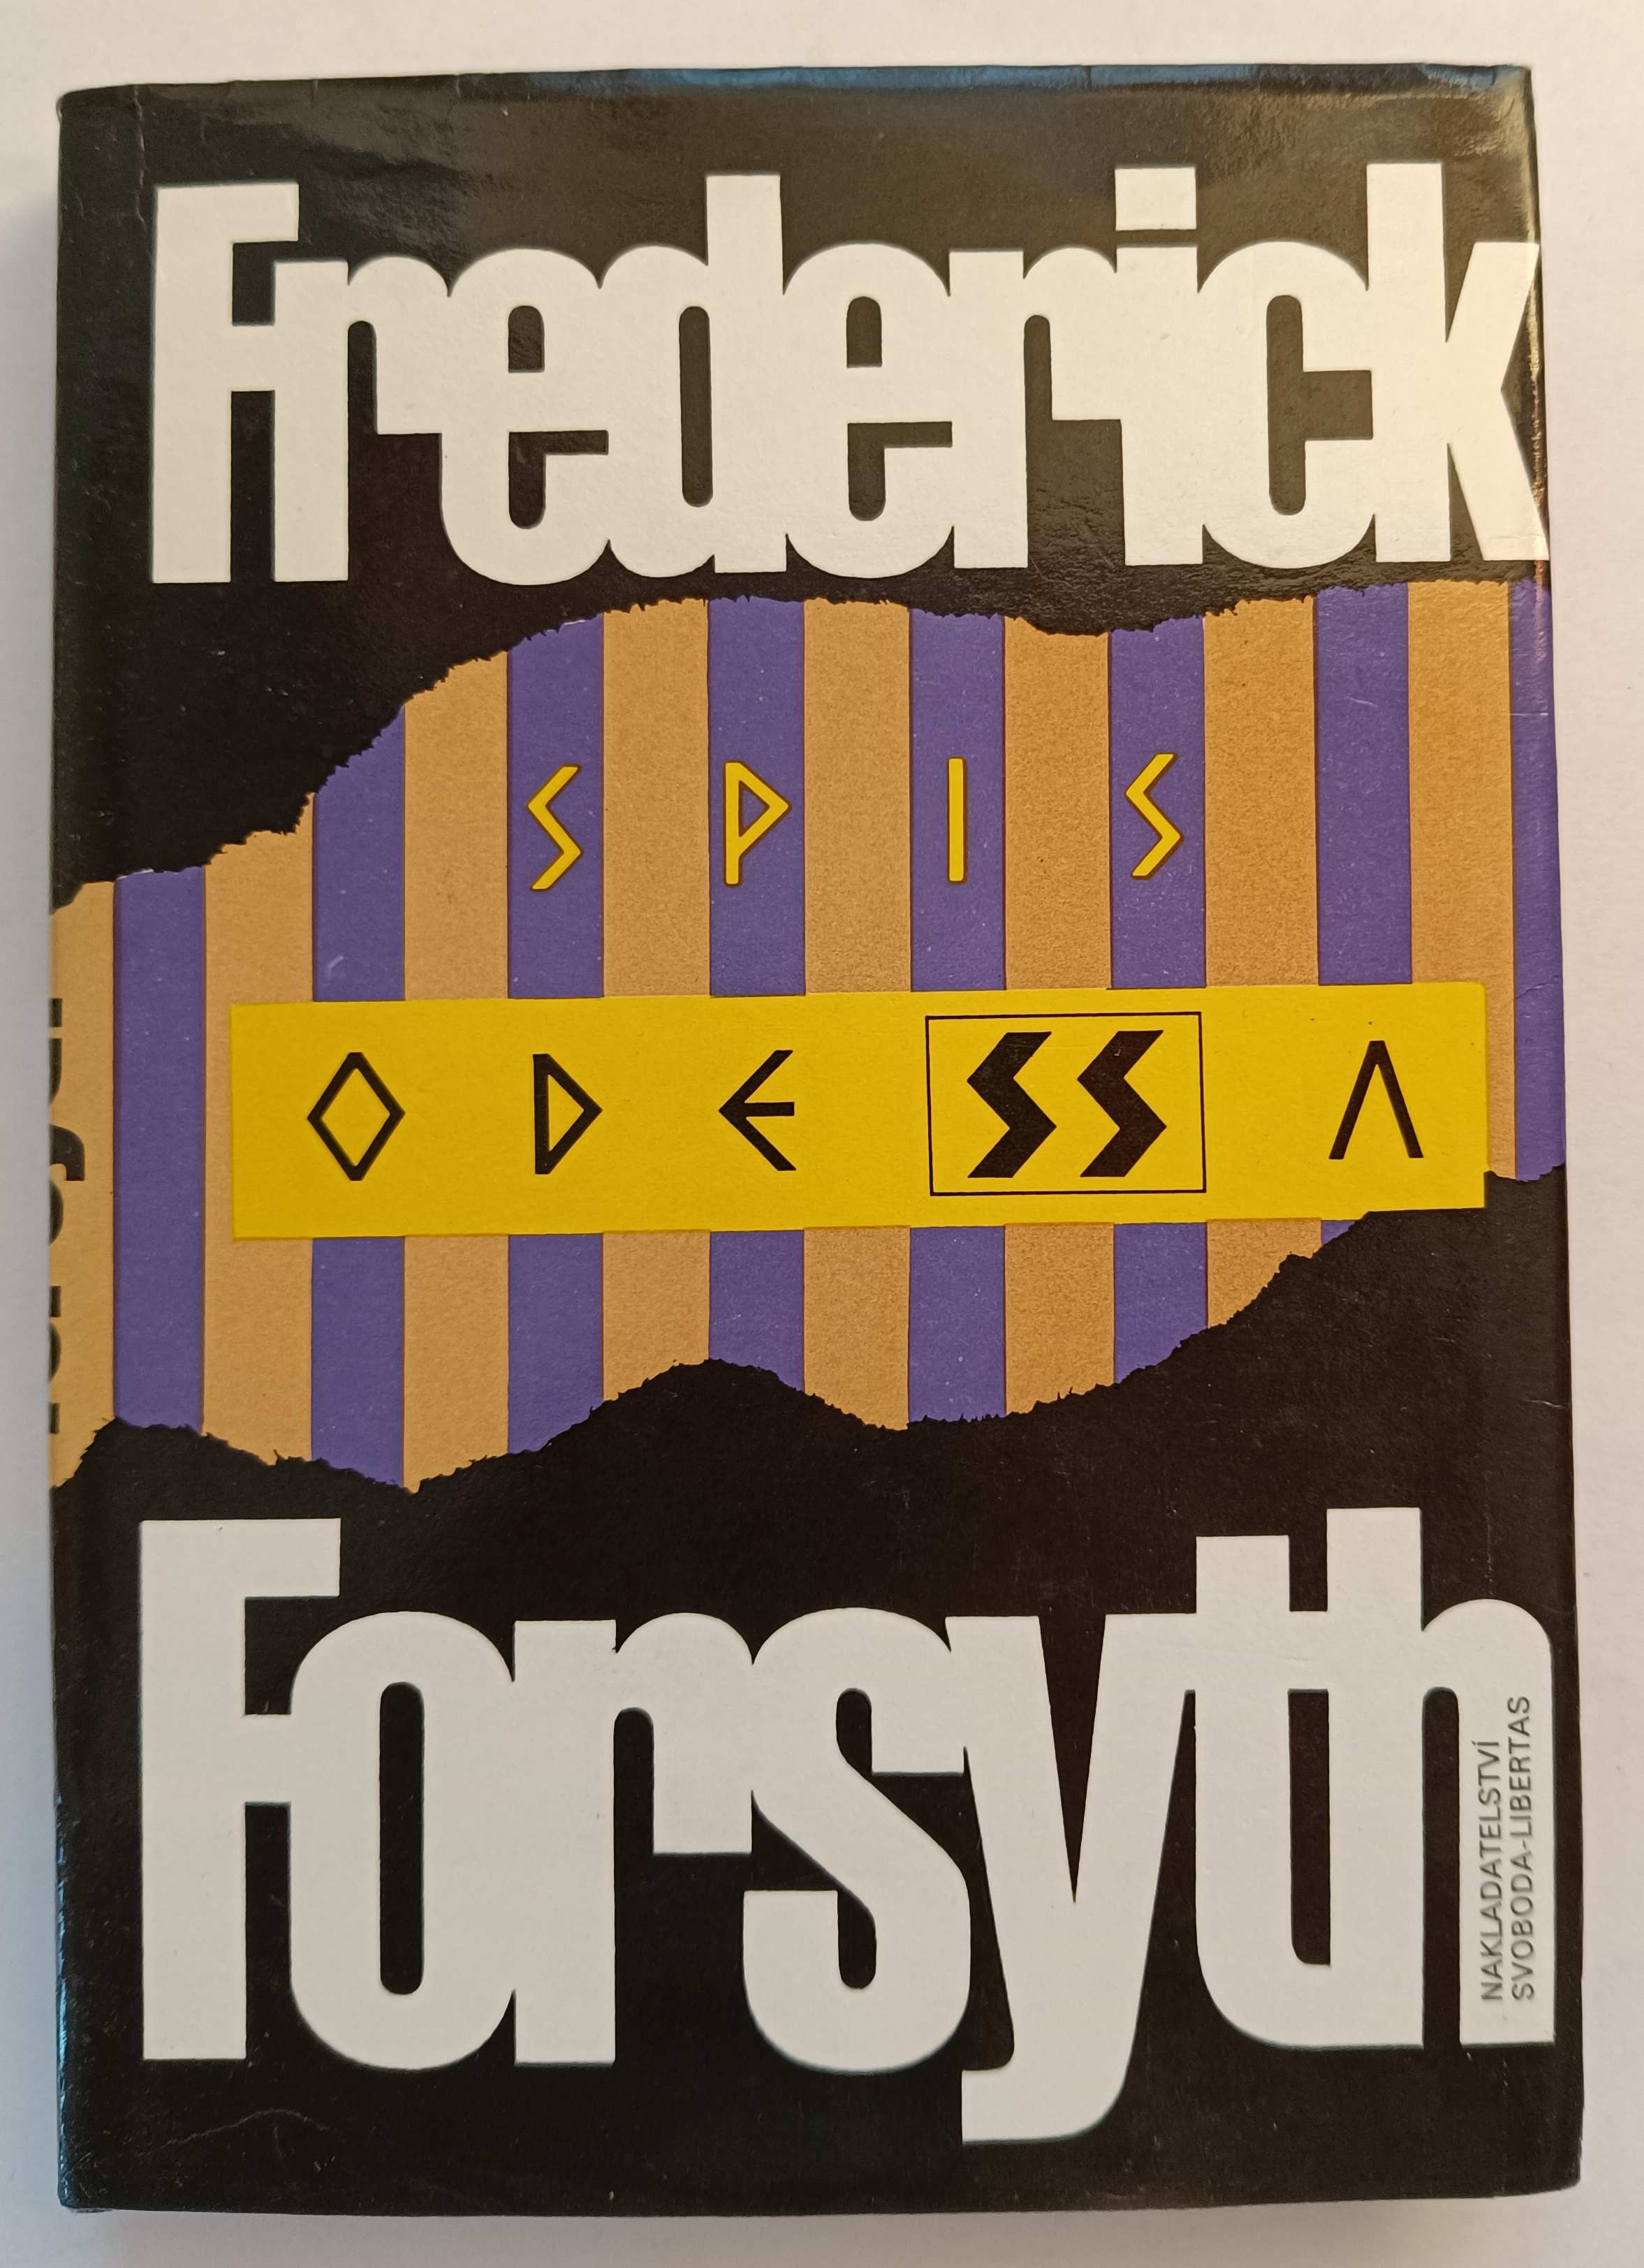 Frederick
SPIS
ODESSA
Forsyth
NAKLADATELSTVÍ
SVOBODA-LIBERTAS